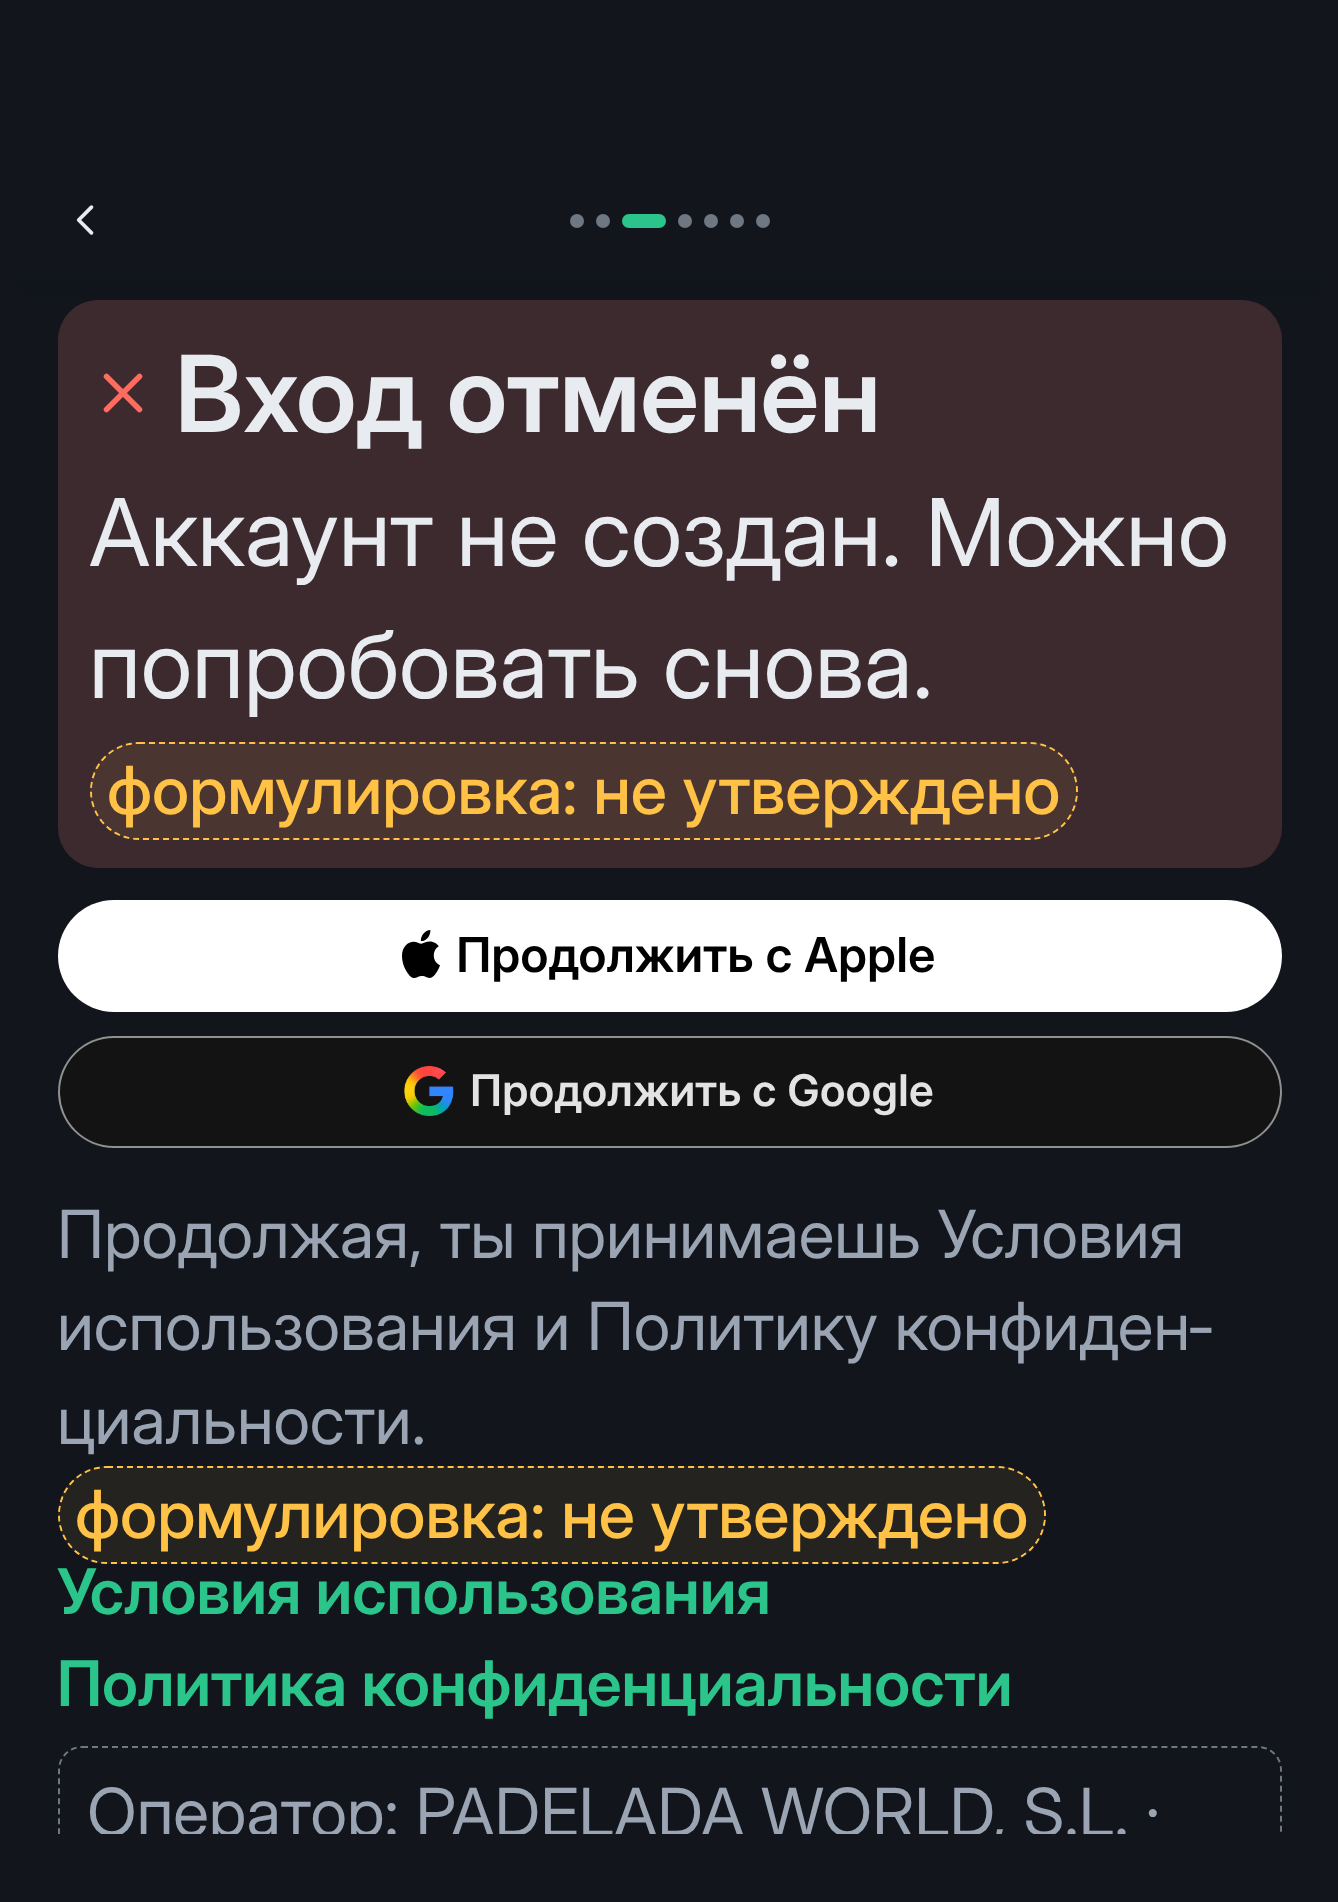 Вход отменён
Аккаунт не создан. Можно
попробовать снова.
формулировка: не утверждено
Продолжить с Apple
Продолжить с Google
Продолжая, ты принимаешь Условия
использования и Политику конфиден-
циальности.
формулировка: не утверждено
Условия использования
Политика конфиденциальности
Оператор: PADELADA WORLD, S.L. ·